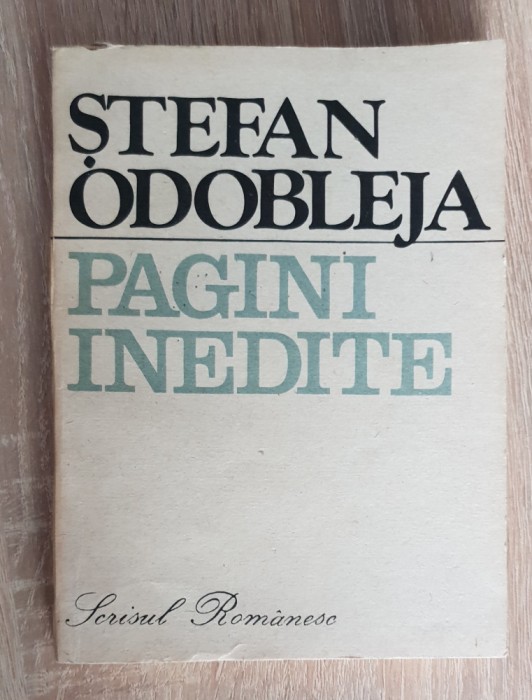 ȘTEFAN
ODOBLEJA
PAGINI
INEDITE
Scrisul Românesc